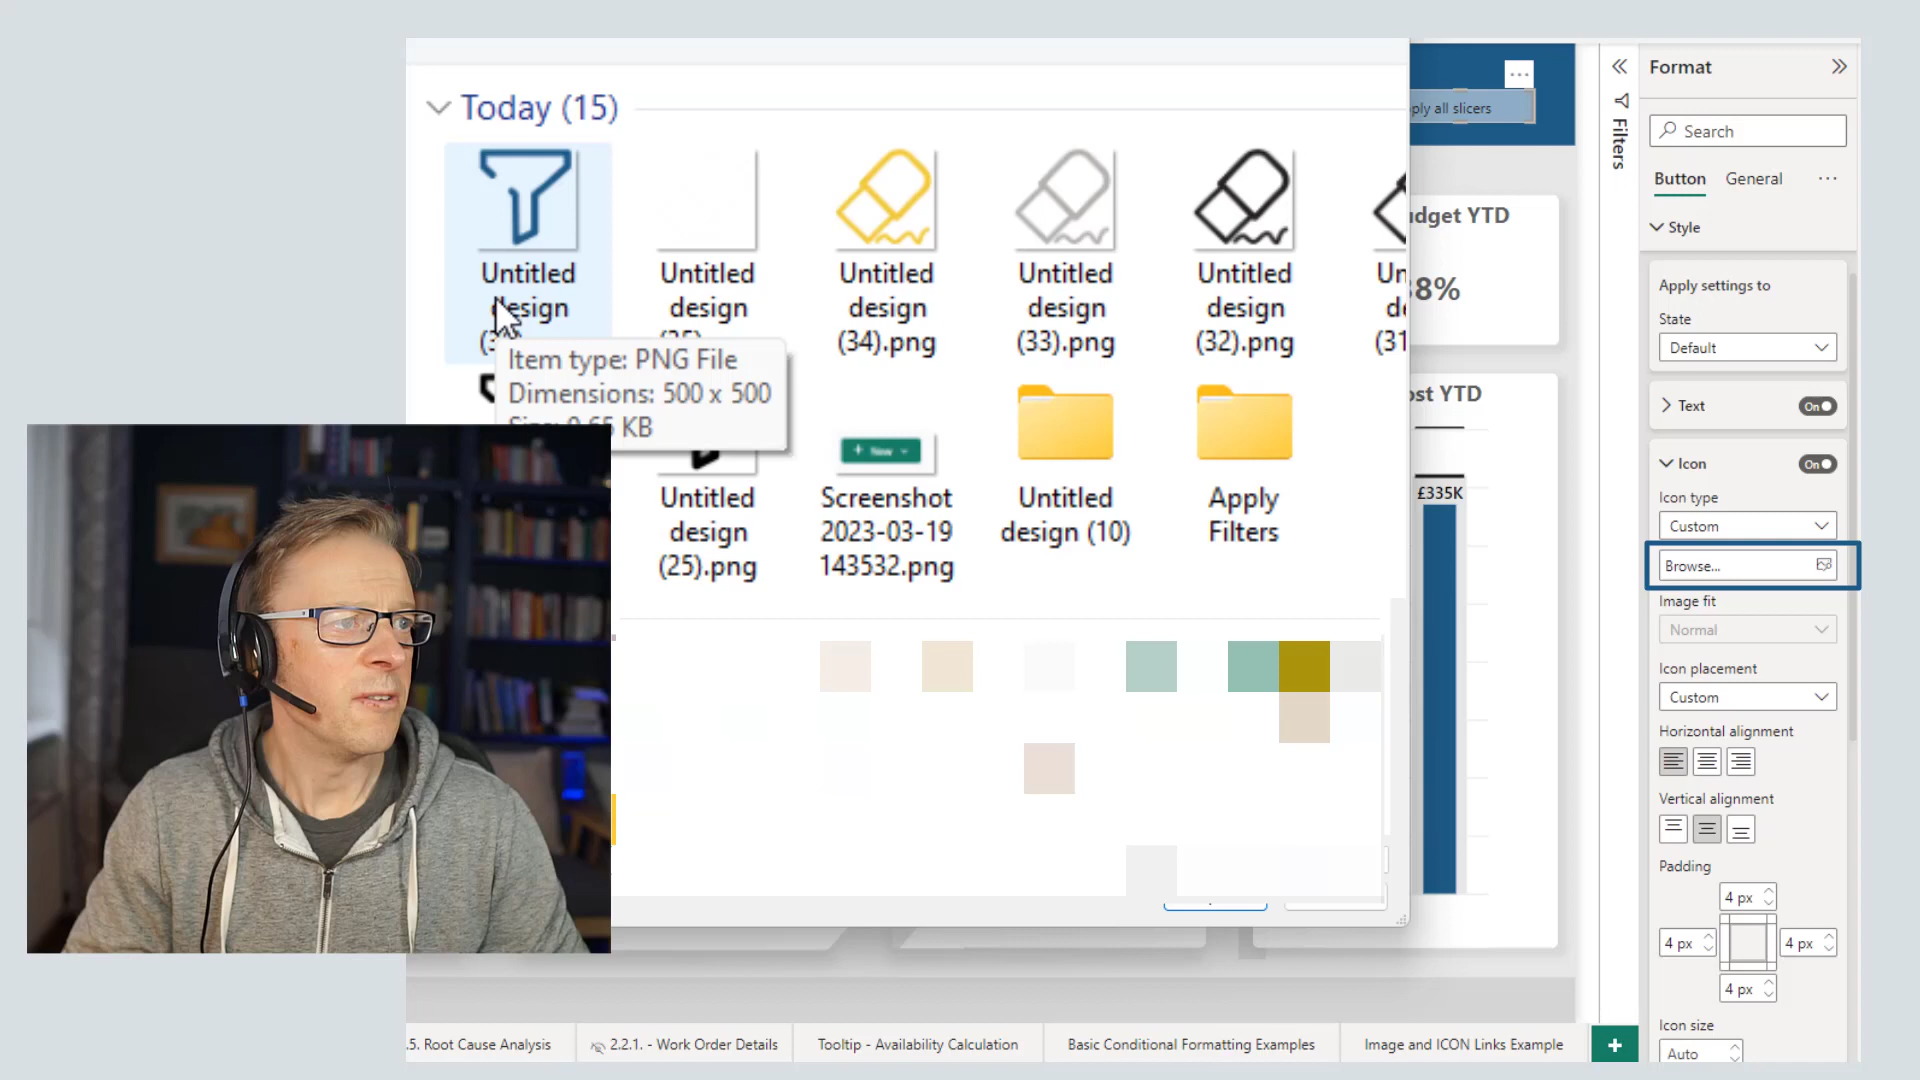 Today (15)
Untitled
design
Untitled
design
Untitled
design
(34).png
Untitled
design
(33).png
Untitled
design
(32).png
Item type: PNG File
Dimensions: 500 x 500
Untitled
design
(25).png
+ New
Screenshot
2023-03-19
143532.png
Untitled
design (10)
Apply
Filters
all slicers
YTD
8%
YTD
£335K
Filters
Format
Search
Button
General
Style
Apply settings to
State
Default
Text
On
Icon
On
Icon type
Custom
Browse...
Image fit
Normal
Icon placement
Custom
Horizontal alignment
Vertical alignment
Padding
4 px
4 px
4 px
4 px
Icon size
Auto
.5. Root Cause Analysis
2.2.1. - Work Order Details
Tooltip - Availability Calculation
Basic Conditional Formatting Examples
Image and ICON Links Example
+